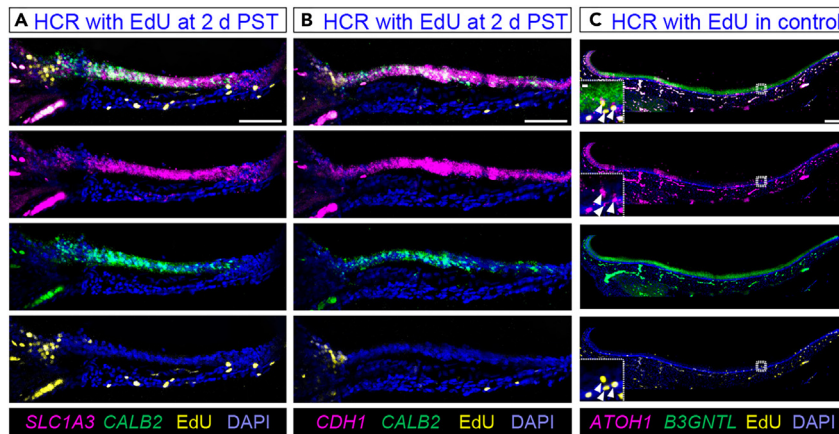 A HCR with EdU at 2 d PST
B HCR with EdU at 2 d PST
C HCR with EdU in control
SLC1A3 CALB2 EdU DAPI
CDH1 CALB2 EdU DAPI
ATOH1 B3GNTL EdU DAPI